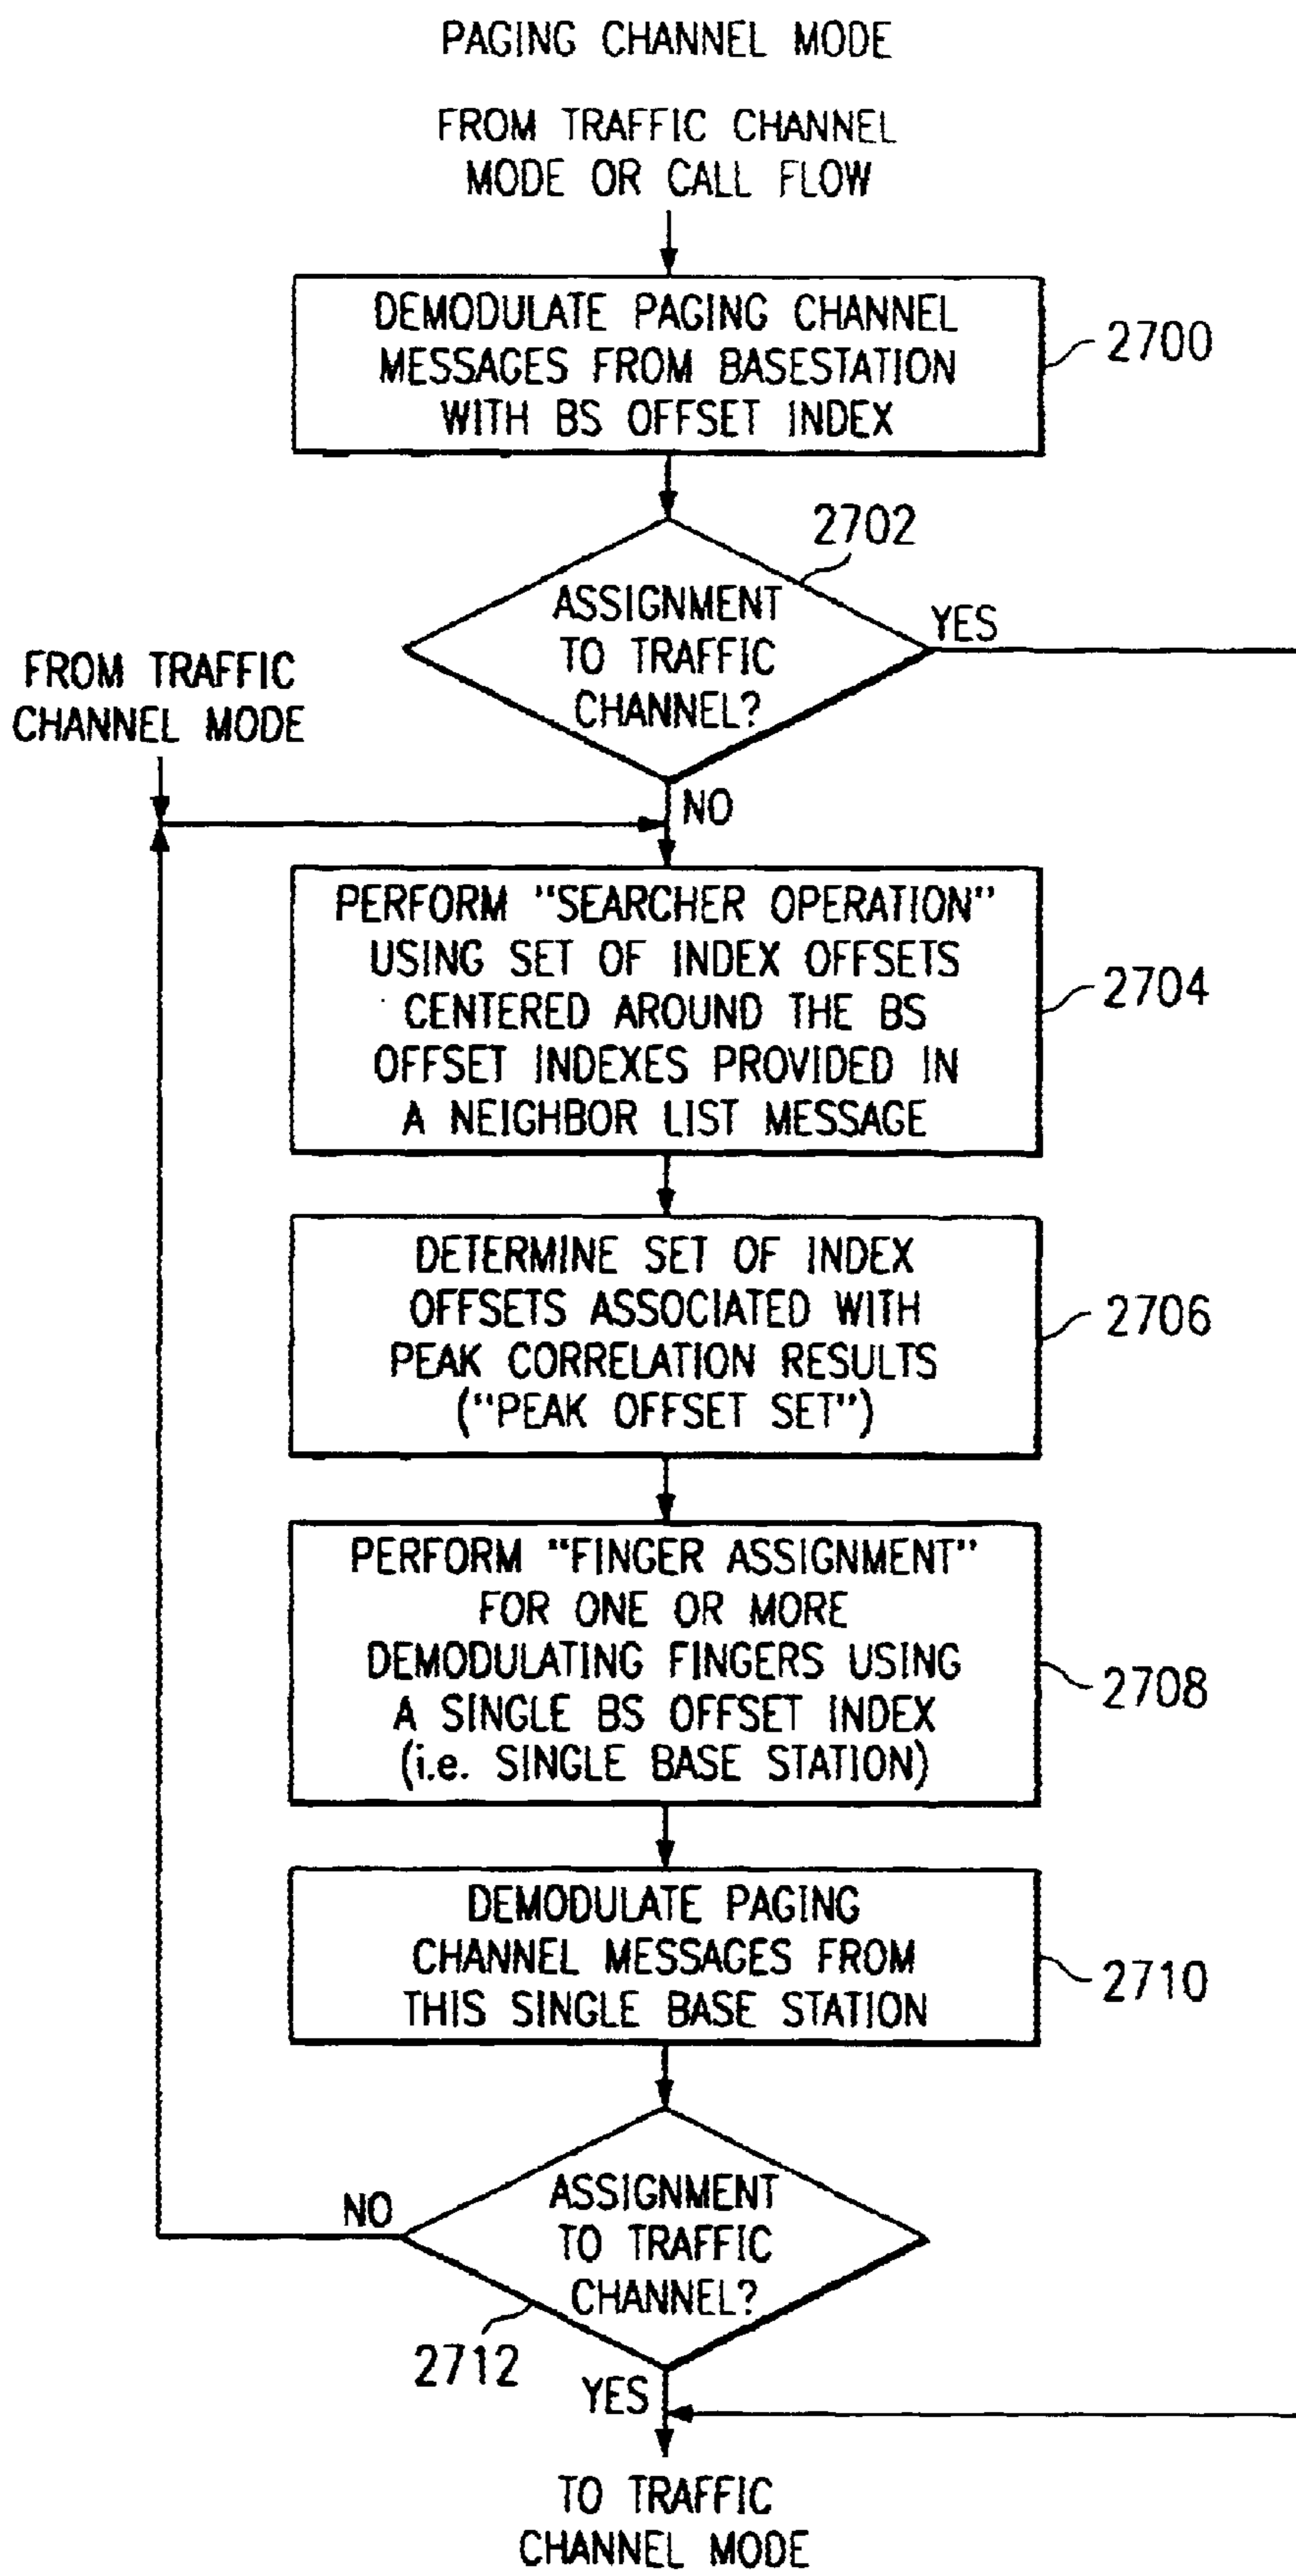 PAGING CHANNEL MODE
FROM TRAFFIC CHANNEL
MODE OR CALL FLOW
DEMODULATE PAGING CHANNEL
MESSAGES FROM BASESTATION
WITH BS OFFSET INDEX
2700
2702
ASSIGNMENT
TO TRAFFIC
CHANNEL?
YES
FROM TRAFFIC
CHANNEL MODE
NO
PERFORM "SEARCHER OPERATION"
USING SET OF INDEX OFFSETS
CENTERED AROUND THE BS
OFFSET INDEXES PROVIDED IN
A NEIGHBOR LIST MESSAGE
2704
DETERMINE SET OF INDEX
OFFSETS ASSOCIATED WITH
PEAK CORRELATION RESULTS
("PEAK OFFSET SET")
2706
PERFORM "FINGER ASSIGNMENT"
FOR ONE OR MORE
DEMODULATING FINGERS USING
A SINGLE BS OFFSET INDEX
(i.e. SINGLE BASE STATION)
2708
DEMODULATE PAGING
CHANNEL MESSAGES FROM
THIS SINGLE BASE STATION
2710
NO
ASSIGNMENT
TO TRAFFIC
CHANNEL?
2712
YES
TO TRAFFIC
CHANNEL MODE